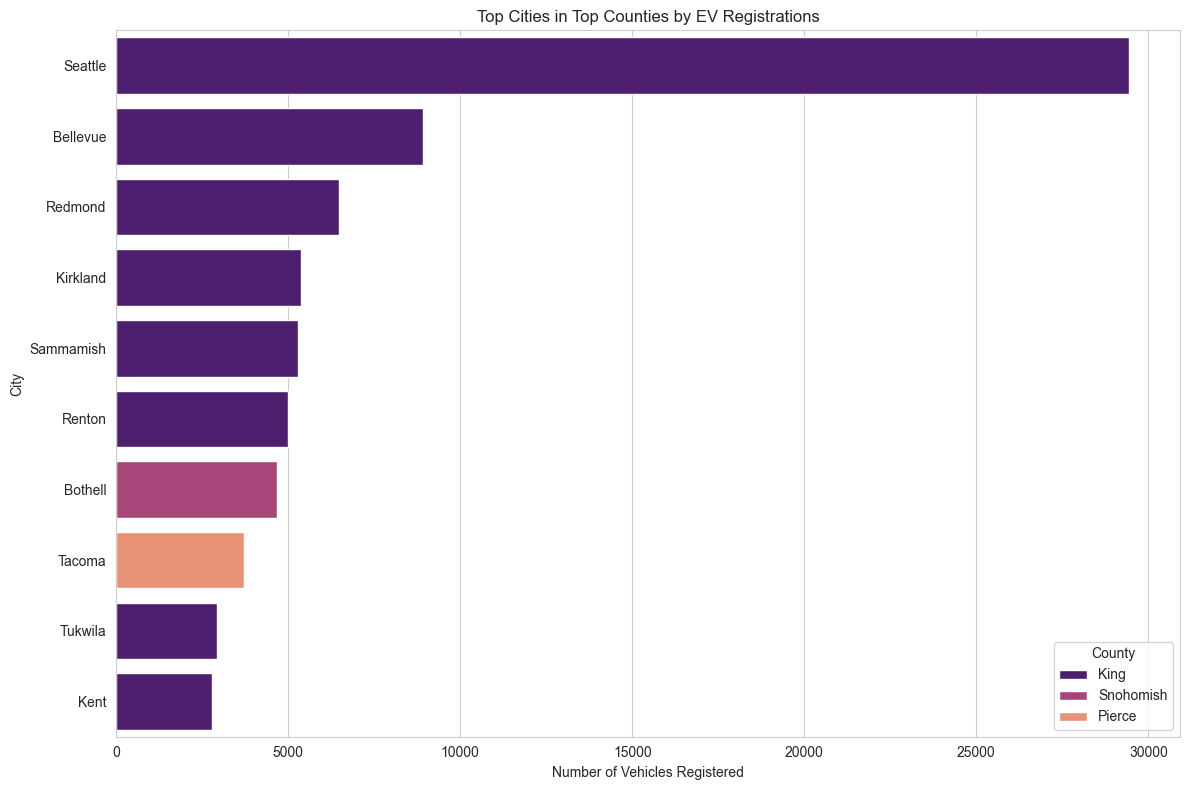 Top Cities in Top Counties by EV Registrations
City
Seattle
Bellevue
Redmond
Kirkland
Sammamish
Renton
Bothell
Tacoma
Tukwila
Kent
County
King
Snohomish
Pierce
0 5000 10000 15000 20000 25000 30000
Number of Vehicles Registered